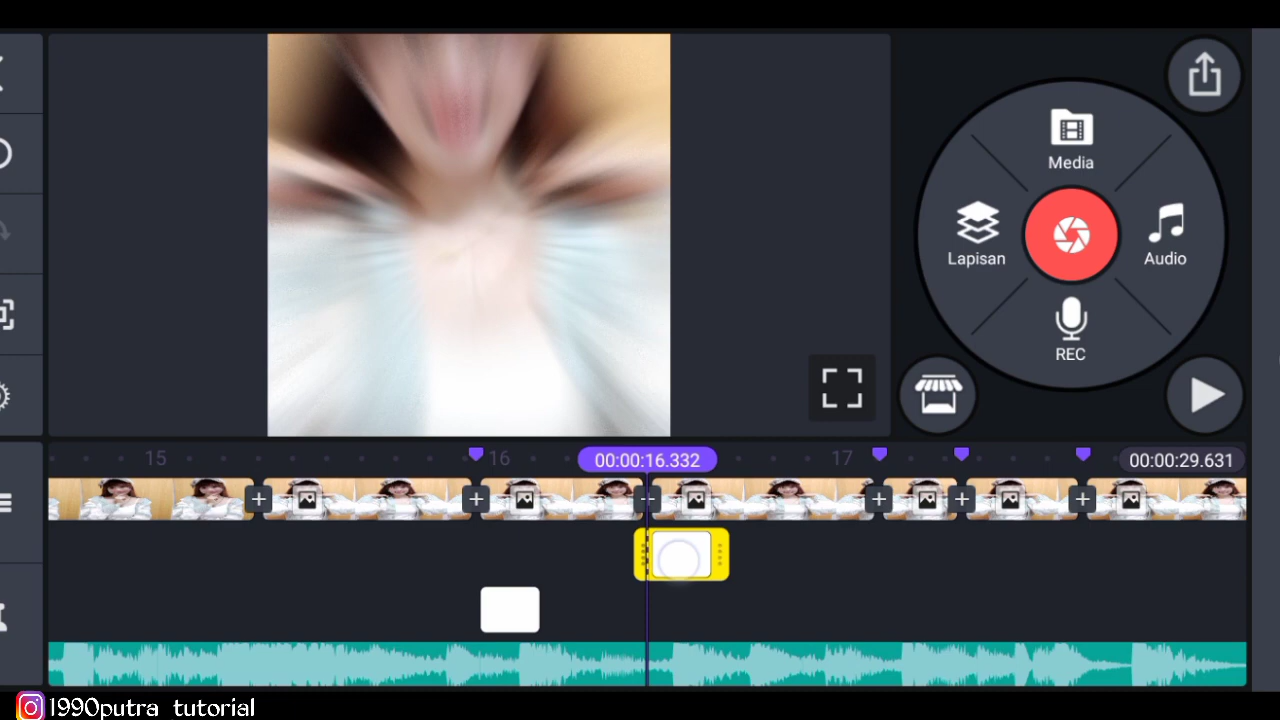 Media
Lapisan
Audio
REC
15
16
00:00:16.332
17
00:00:29.631
1990putra tutorial